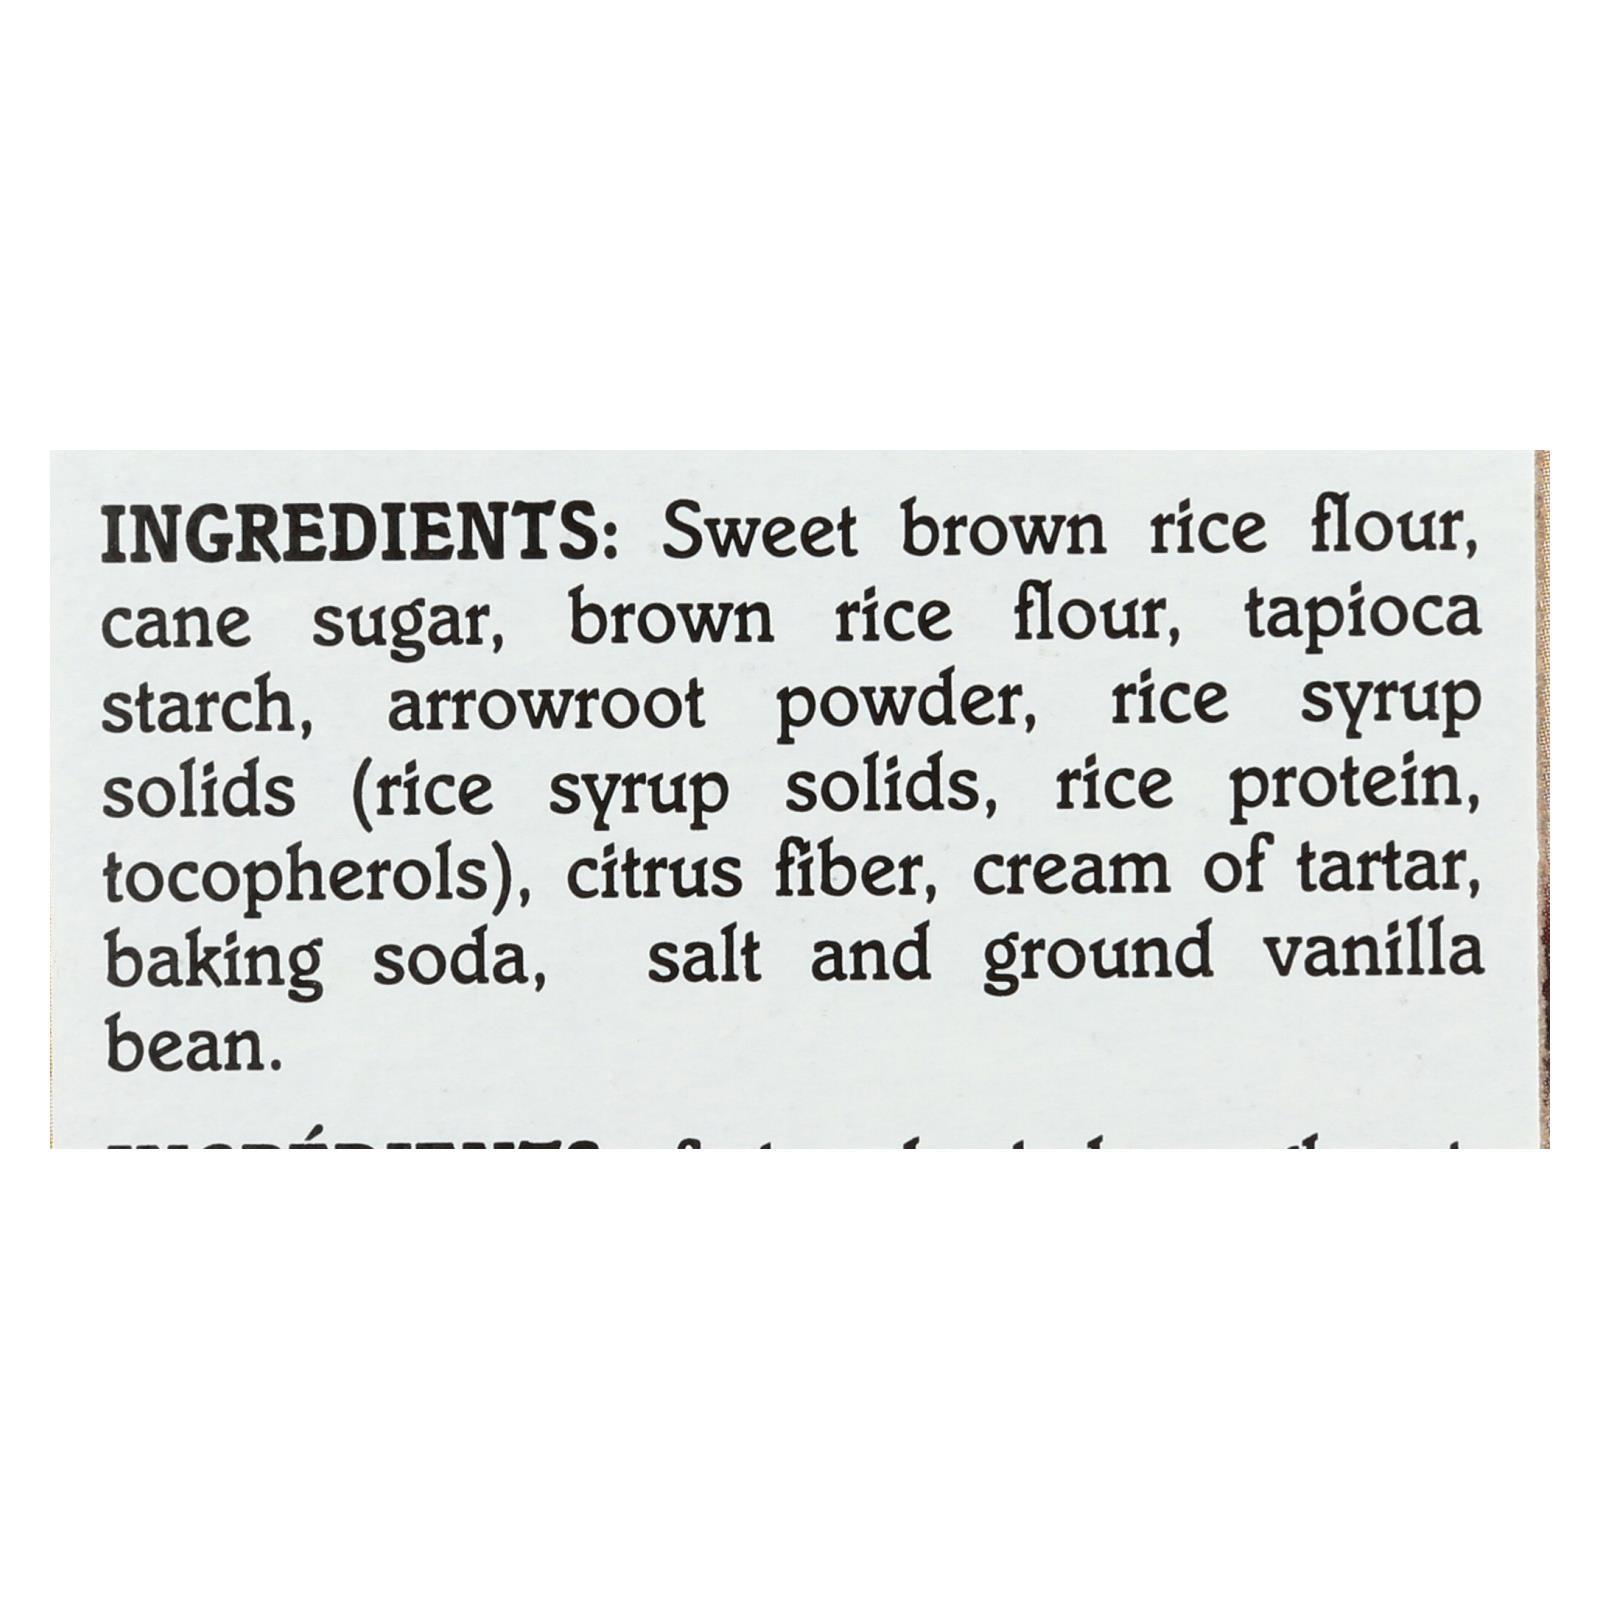 INGREDIENTS: Sweet brown rice flour,
cane sugar, brown rice flour, tapioca
starch, arrowroot powder, rice syrup
solids (rice syrup solids, rice protein,
tocopherols), citrus fiber, cream of tartar,
baking soda, salt and ground vanilla
bean.